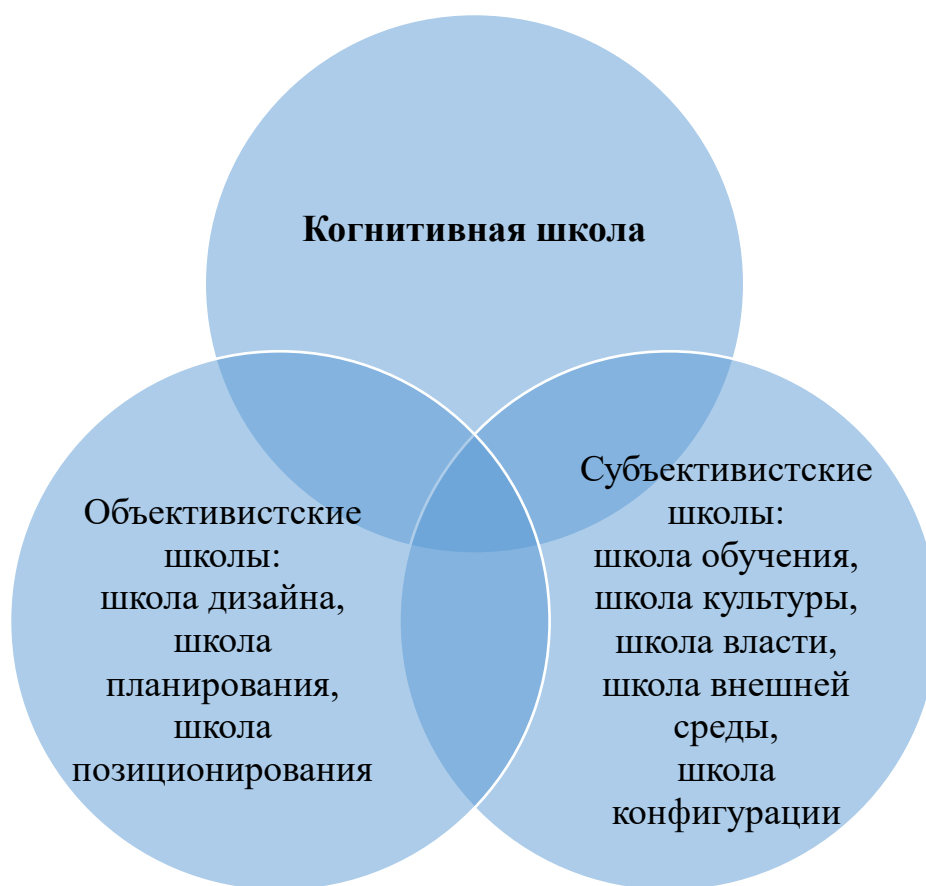 Когнитивная школа
Объективистские
школы:
школа дизайна,
школа
планирования,
школа
позиционирования
Субъективистские
школы:
школа обучения,
школа культуры,
школа власти,
школа внешней
среды,
школа
конфигурации